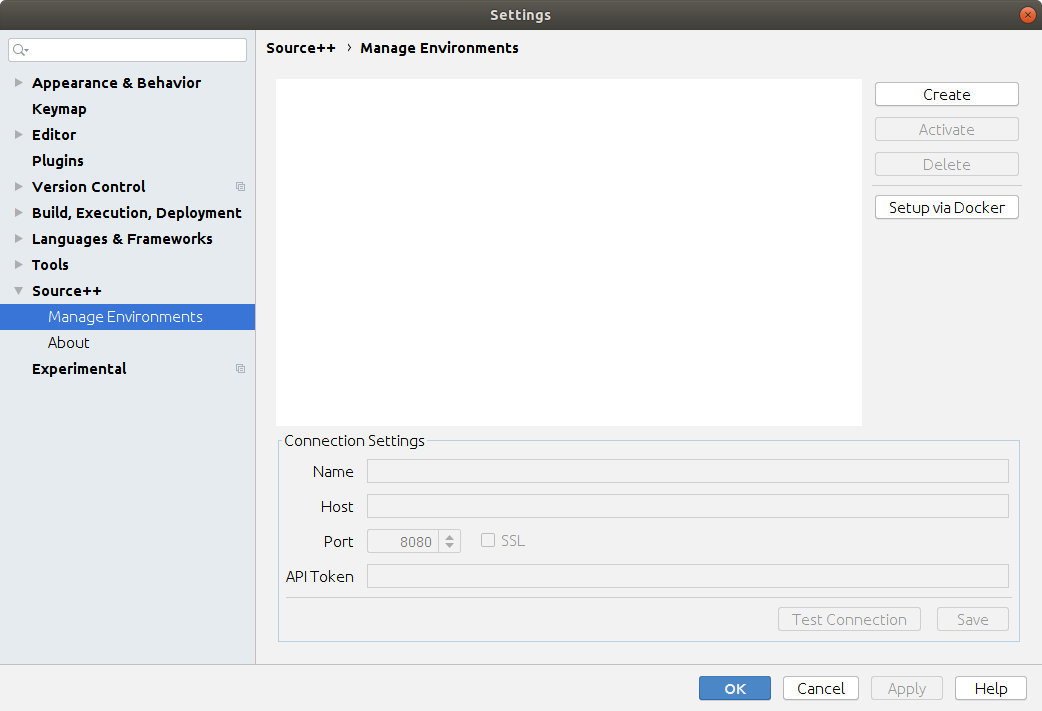 Settings
Source++ › Manage Environments
Appearance & Behavior
Keymap
Editor
Plugins
Version Control
Build, Execution, Deployment
Languages & Frameworks
Tools
Source++
Manage Environments
About
Experimental
Create
Activate
Delete
Setup via Docker
Connection Settings
Name
Host
Port 8080 SSL
API Token
Test Connection Save
OK Cancel Apply Help